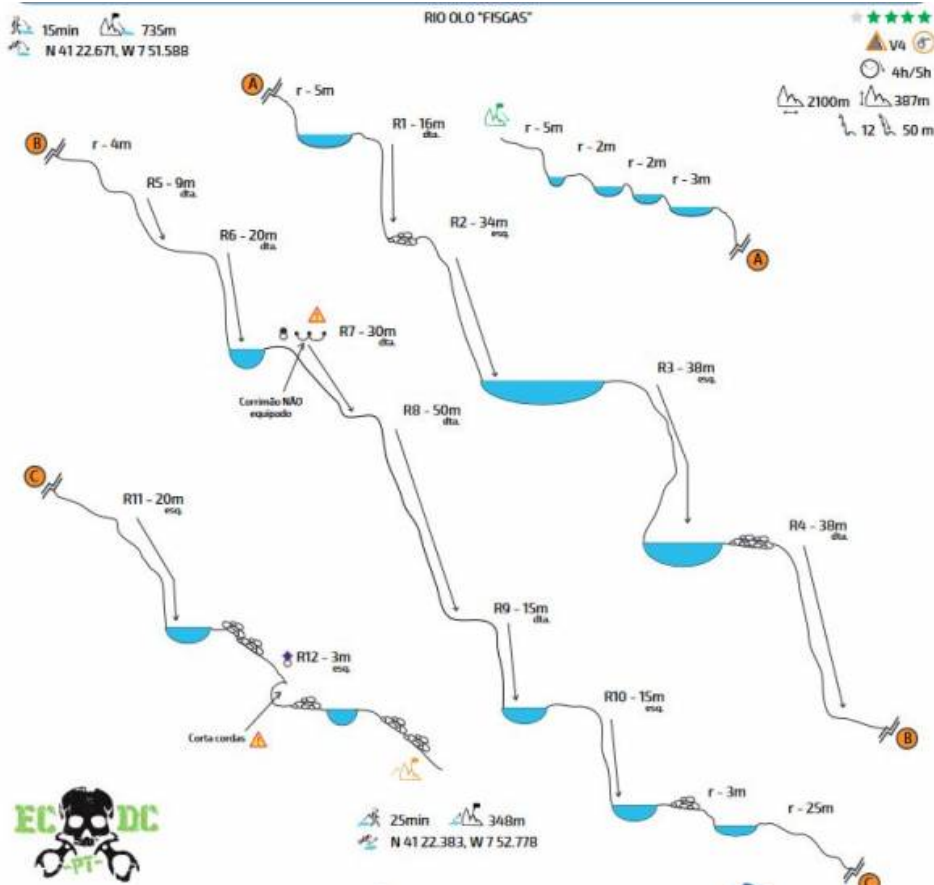 RIO OLO "FISGAS"
15min 735m
N 41 22.671, W 7 51.588
V4
4h/5h
2100m 387m
12 50 m
r - 5m
r - 2m
r - 2m
r - 3m
A
A
r - 5m
R1 - 16m
dta.
R2 - 34m
esq.
R3 - 38m
esq.
R4 - 38m
dta.
B
B
r - 4m
R5 - 9m
dta.
R6 - 20m
dta.
R7 - 30m
dta.
Corrimão NÃO
equipado
R8 - 50m
dta.
R9 - 15m
dta.
R10 - 15m
esq.
r - 3m
r - 25m
C
C
R11 - 20m
esq.
R12 - 3m
esq.
Corta cordas
25min 348m
N 41 22.383, W 7 52.778
EC DC
-PT-